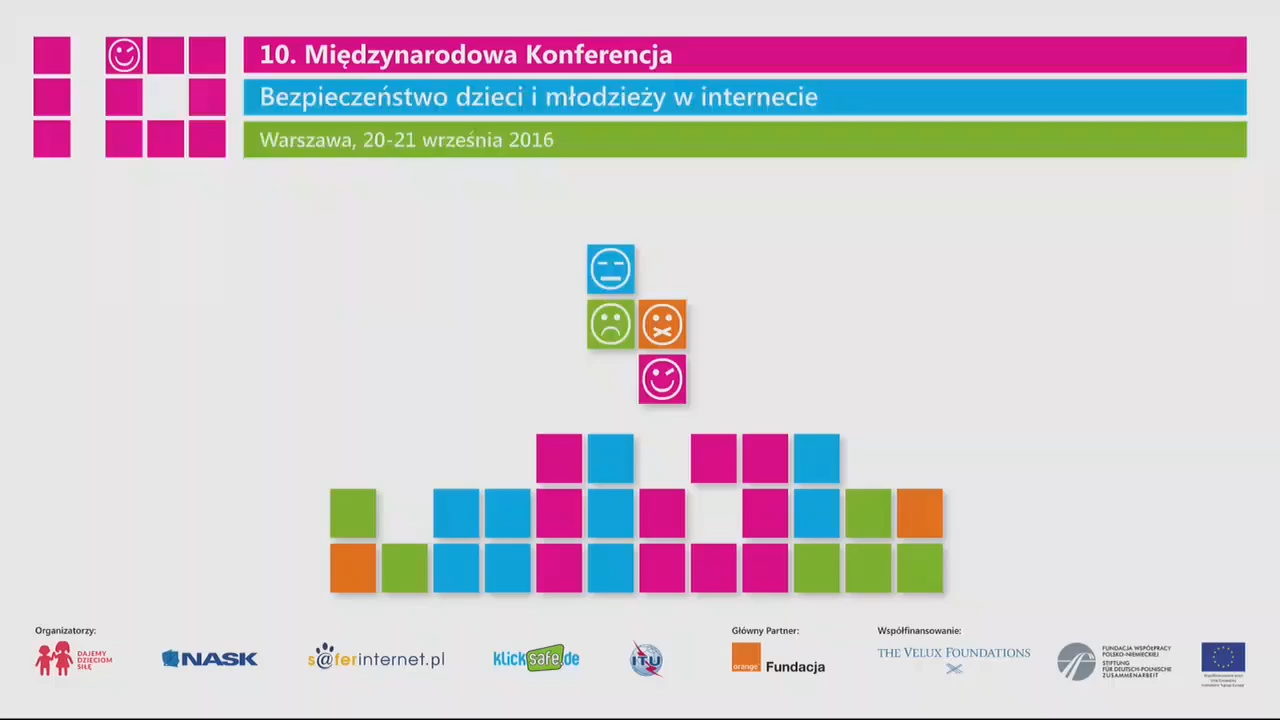 10. Międzynarodowa Konferencja
Bezpieczeństwo dzieci i młodzieży w internecie
Warszawa, 20-21 września 2016
Organizatorzy:
DAJEMY
DZIECIOM
SIŁĘ
NASK
s@ferinternet.pl
klicksafe.de
ITU
Główny Partner:
orange
Fundacja
Współfinansowanie:
THE VELUX FOUNDATIONS
FUNDACJA WSPÓŁPRACY
POLSKO-NIEMIECKIEJ
STIFTUNG
FÜR DEUTSCH-POLNISCHE
ZUSAMMENARBEIT